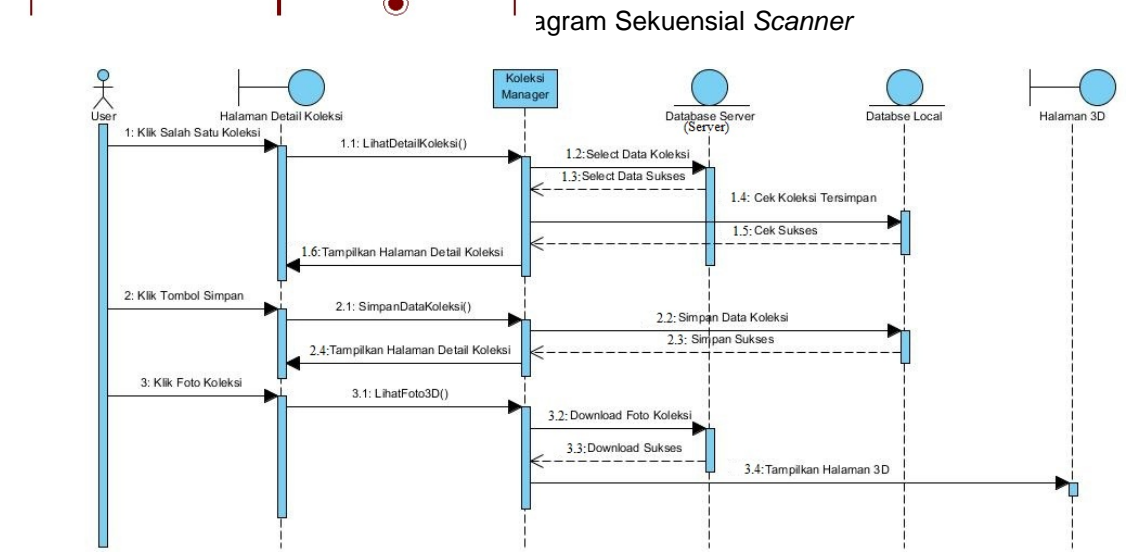 agram Sekuensial Scanner
Koleksi
Manager
User
Halaman Detail Koleksi
Database Server
(Server)
Databse Local
Halaman 3D
1: Klik Salah Satu Koleksi
1.1: LihatDetailKoleksi()
1.2:Select Data Koleksi
1.3:Select Data Sukses
1.4: Cek Koleksi Tersimpan
1.5: Cek Sukses
1.6:Tampilkan Halaman Detail Koleksi
2: Klik Tombol Simpan
2.1: SimpanDataKoleksi()
2.2: Simpan Data Koleksi
2.3: Simpan Sukses
2.4:Tampilkan Halaman Detail Koleksi
3: Klik Foto Koleksi
3.1: LihatFoto3D()
3.2: Download Foto Koleksi
3.3:Download Sukses
3.4:Tampilkan Halaman 3D